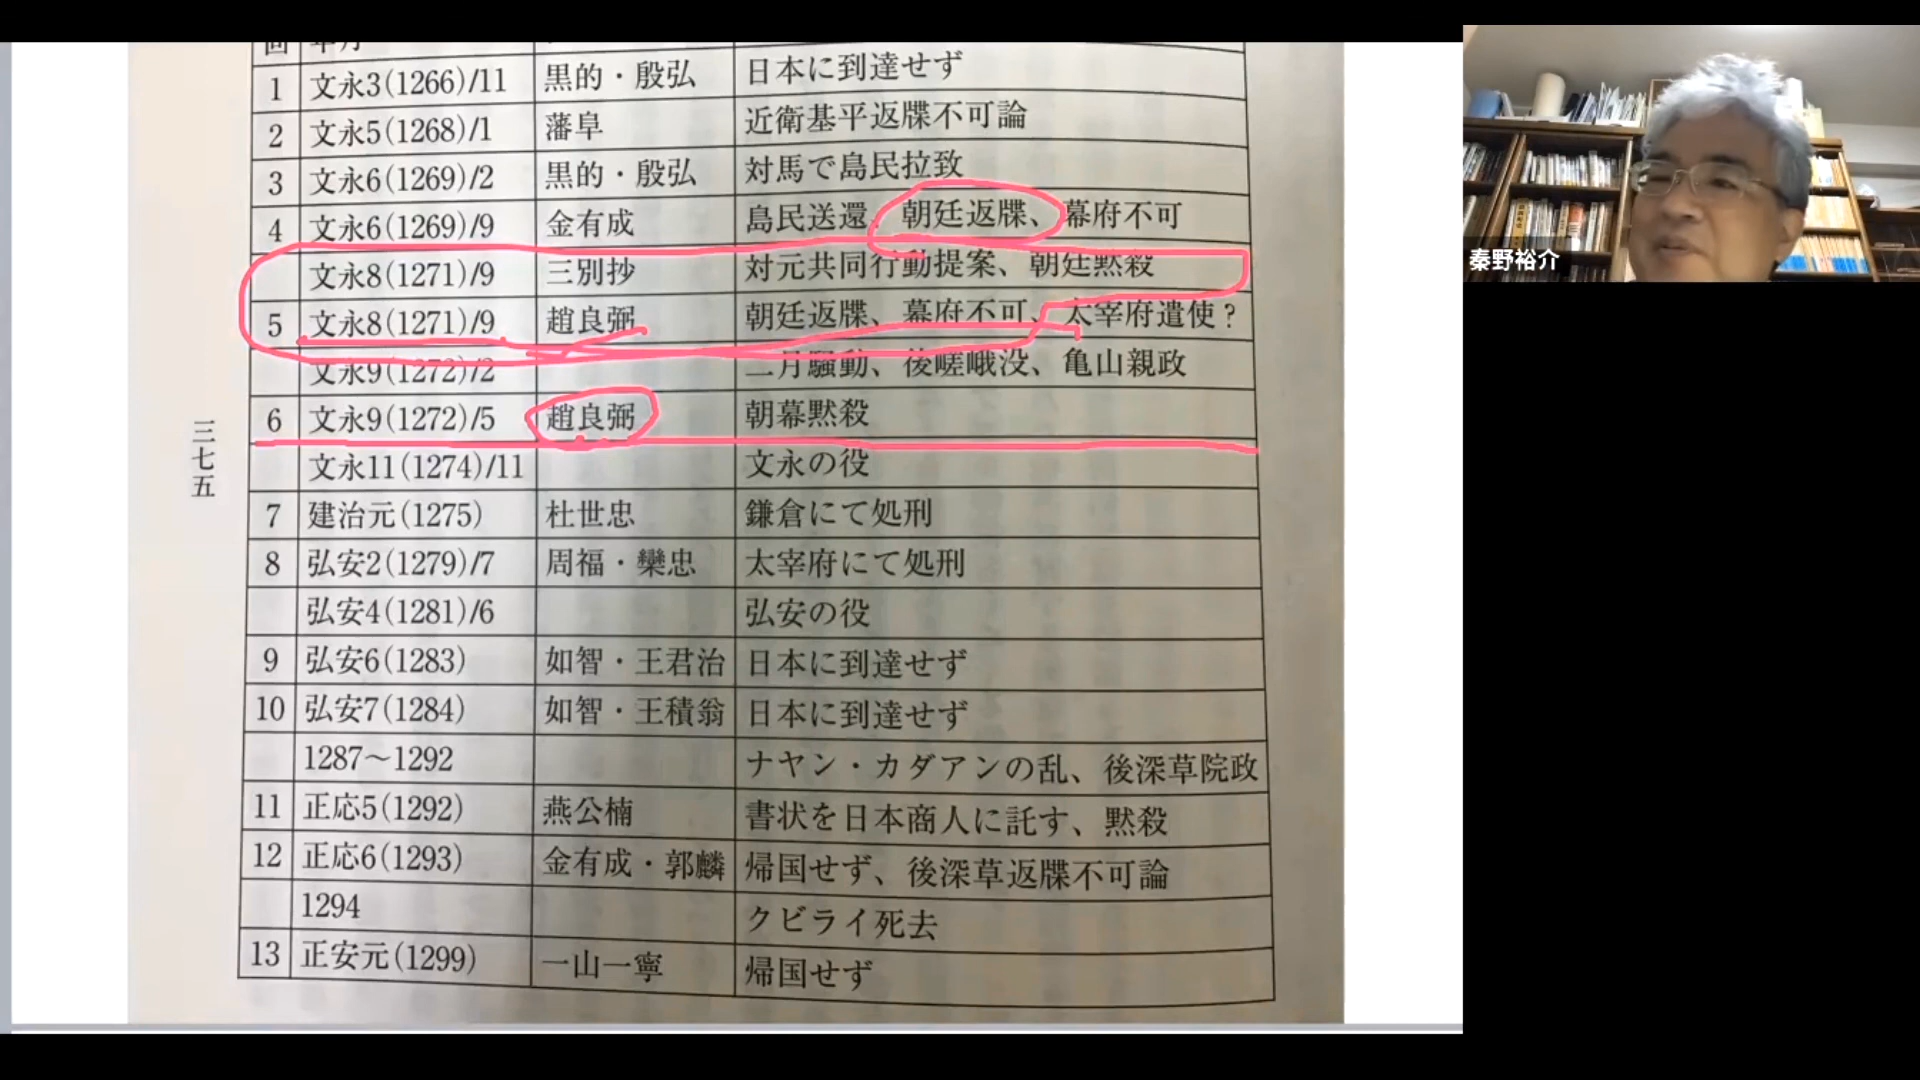 回 年月
1 文永3(1266)/11 黒的・殷弘 日本に到達せず
2 文永5(1268)/1 藩阜 近衛基平返牒不可論
3 文永6(1269)/2 黒的・殷弘 対馬で島民拉致
4 文永6(1269)/9 金有成 島民送還、朝廷返牒、幕府不可
文永8(1271)/9 三別抄 対元共同行動提案、朝廷黙殺
5 文永8(1271)/9 趙良弼 朝廷返牒、幕府不可、太宰府遣使?
文永9(1272)/2 二月騒動、後嵯峨没、亀山親政
6 文永9(1272)/5 趙良弼 朝幕黙殺
文永11(1274)/11 文永の役
7 建治元(1275) 杜世忠 鎌倉にて処刑
8 弘安2(1279)/7 周福・欒忠 太宰府にて処刑
弘安4(1281)/6 弘安の役
9 弘安6(1283) 如智・王君治 日本に到達せず
10 弘安7(1284) 如智・王積翁 日本に到達せず
1287〜1292 ナヤン・カダアンの乱、後深草院政
11 正応5(1292) 燕公楠 書状を日本商人に託す、黙殺
12 正応6(1293) 金有成・郭麟 帰国せず、後深草返牒不可論
1294 クビライ死去
13 正安元(1299) 一山一寧 帰国せず
三七五
秦野裕介